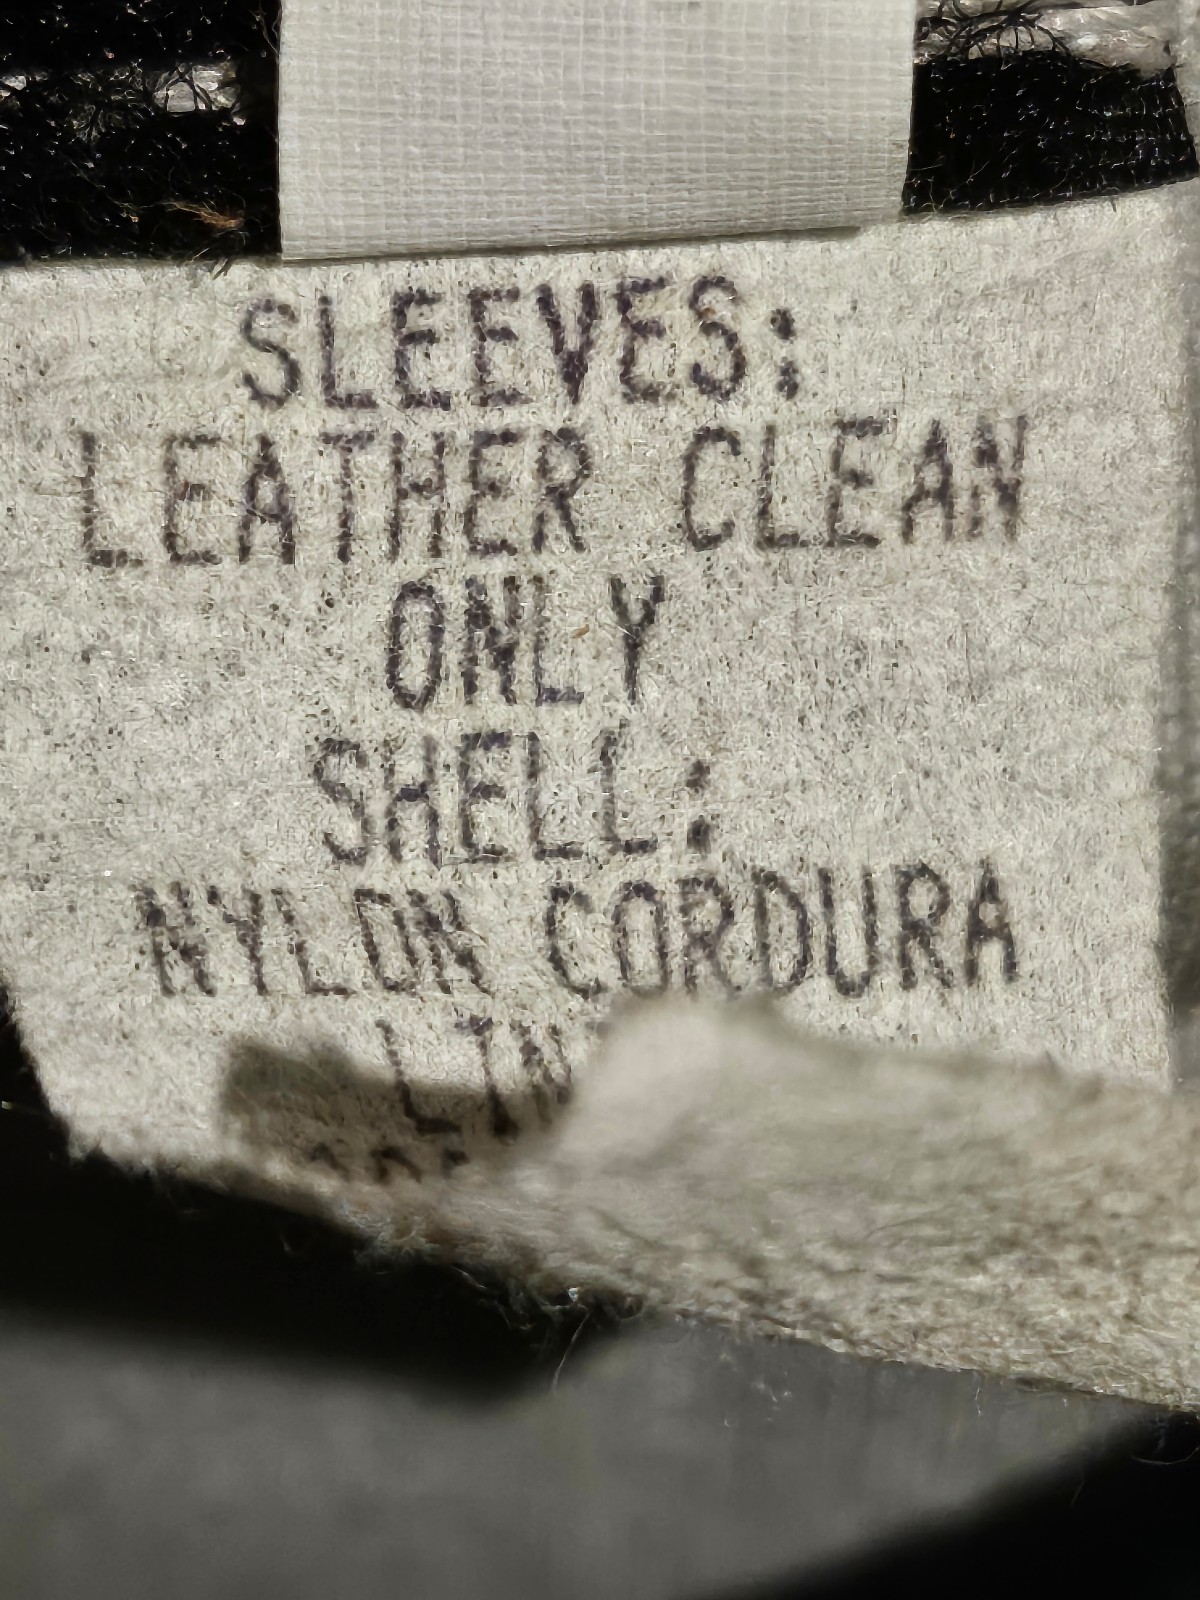 SLEEVES:
LEATHER CLEAN
ONLY
SHELL:
NYLON CORDURA